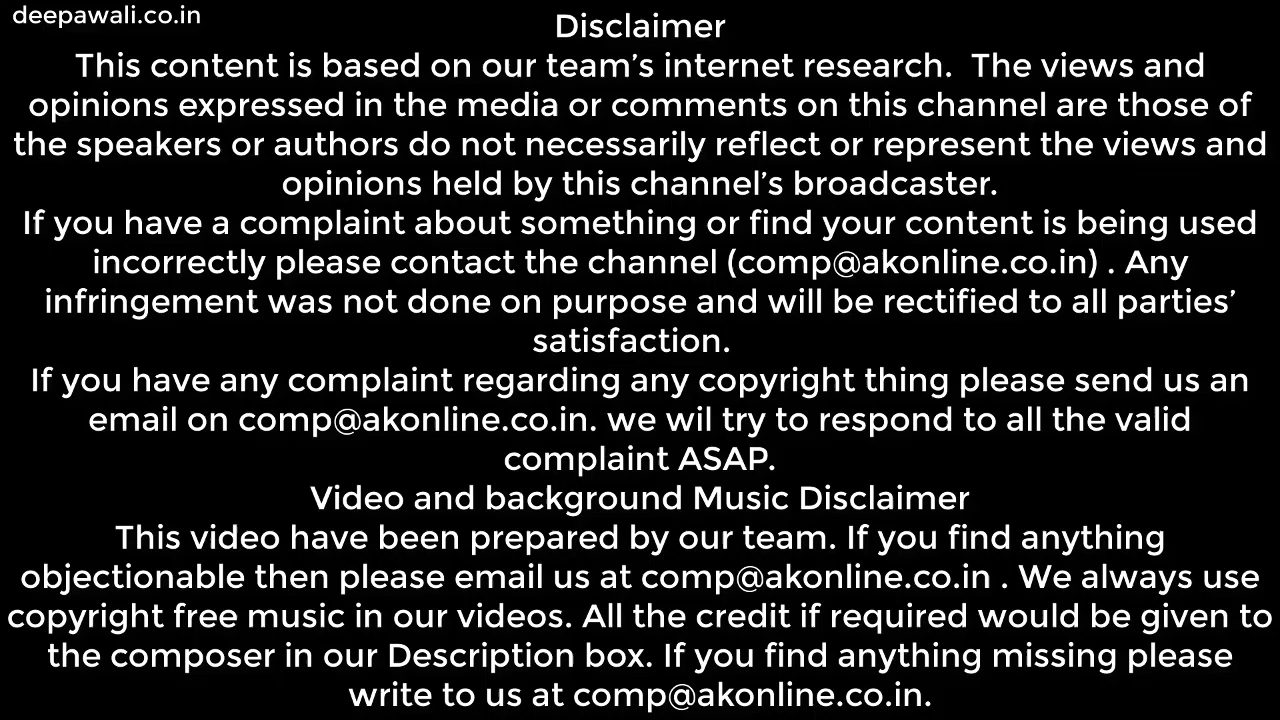 deepawali.co.in
Disclaimer
This content is based on our team’s internet research.  The views and
opinions expressed in the media or comments on this channel are those of
the speakers or authors do not necessarily reflect or represent the views and
opinions held by this channel’s broadcaster.
If you have a complaint about something or find your content is being used
incorrectly please contact the channel (comp@akonline.co.in) . Any
infringement was not done on purpose and will be rectified to all parties’
satisfaction.
If you have any complaint regarding any copyright thing please send us an
email on comp@akonline.co.in. we wil try to respond to all the valid
complaint ASAP.
Video and background Music Disclaimer
This video have been prepared by our team. If you find anything
objectionable then please email us at comp@akonline.co.in . We always use
copyright free music in our videos. All the credit if required would be given to
the composer in our Description box. If you find anything missing please
write to us at comp@akonline.co.in.